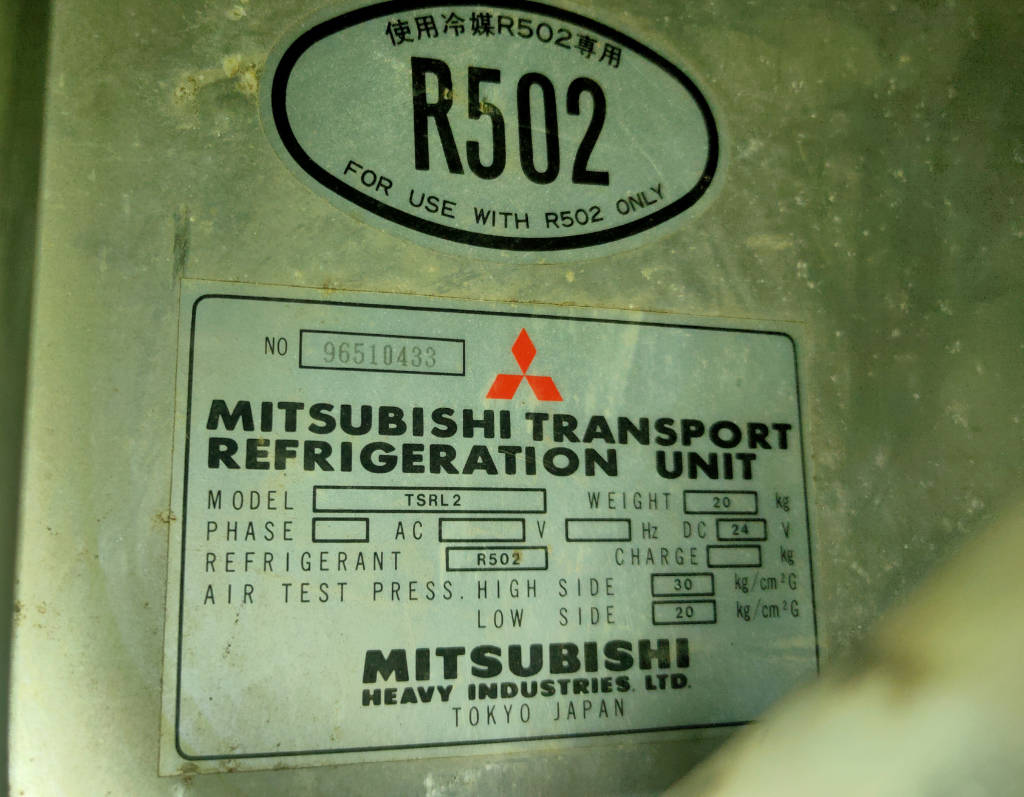 使用冷媒R502専用
R502
FOR USE WITH R502 ONLY
NO 96510433
MITSUBISHI TRANSPORT
REFRIGERATION UNIT
MODEL TSRL2 WEIGHT 20 kg
PHASE AC V Hz DC 24 V
REFRIGERANT R502 CHARGE kg
AIR TEST PRESS. HIGH SIDE 30 kg/cm²G
LOW SIDE 20 kg/cm²G
MITSUBISHI
HEAVY INDUSTRIES, LTD.
TOKYO JAPAN